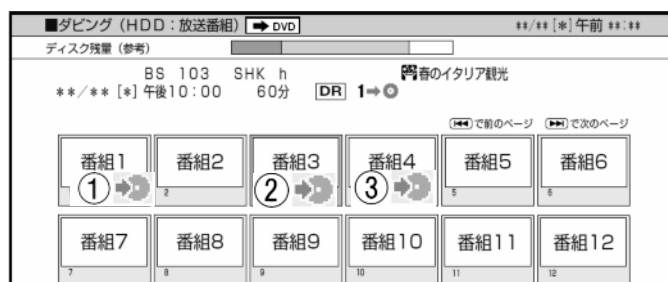 ■ダビング（HDD：放送番組）➡DVD　**/**[*]午前**:**
ディスク残量（参考）
BS 103 SHK h　春のイタリア観光
**/**[*]午後10:00　60分　DR　1➡
⏮で前のページ　⏭で次のページ
番組1　番組2　番組3　番組4　番組5　番組6
①　2　②　③　5　6
番組7　番組8　番組9　番組10　番組11　番組12
7　8　9　10　11　12